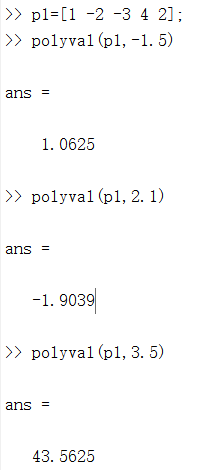 >> p1=[1 -2 -3 4 2];
>> polyval(p1,-1.5)
ans =
1.0625
>> polyval(p1,2.1)
ans =
-1.9039
>> polyval(p1,3.5)
ans =
43.5625